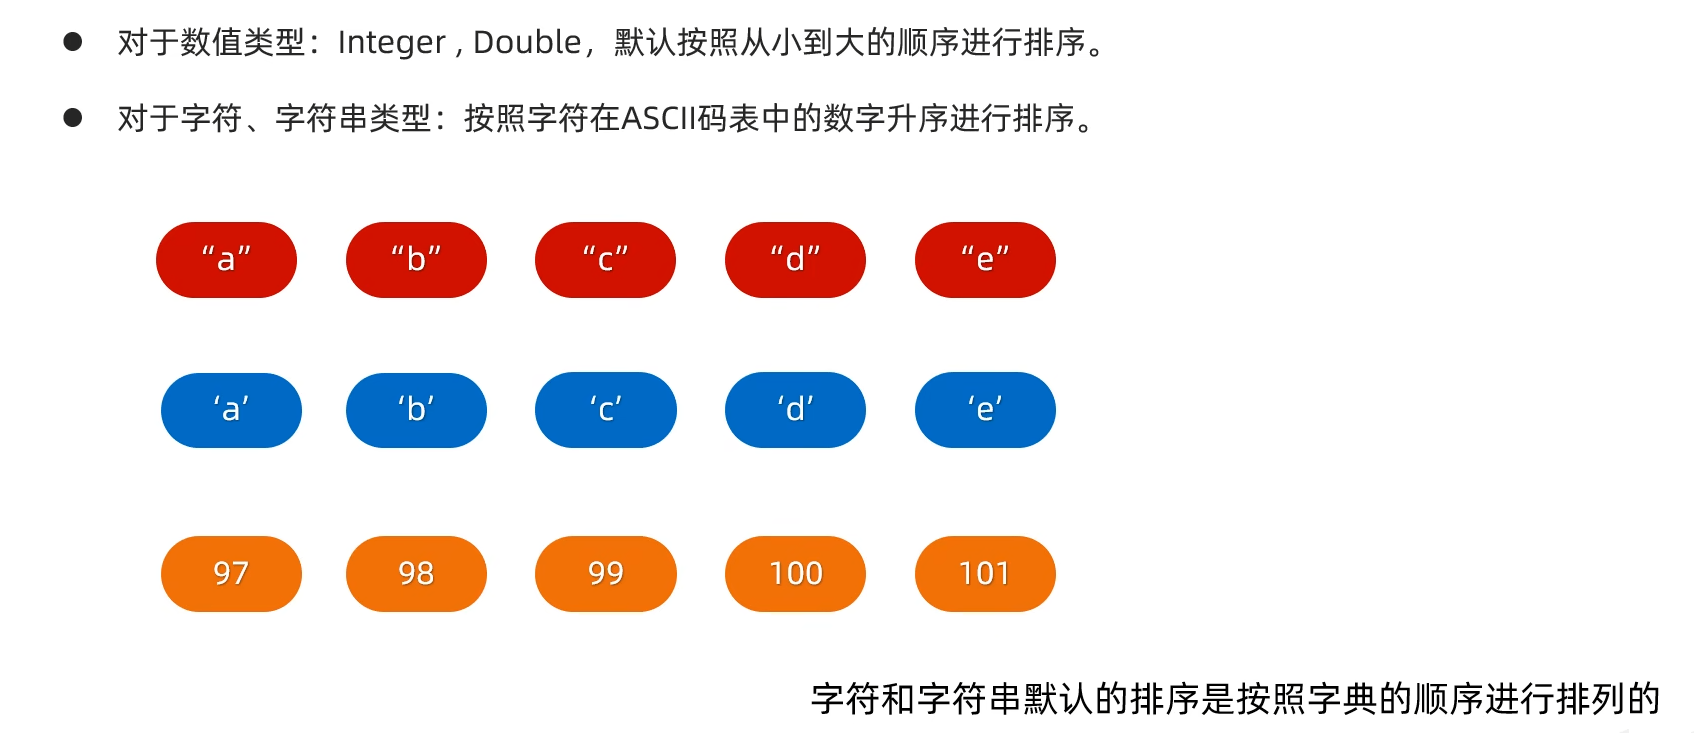 ● 对于数值类型：Integer , Double，默认按照从小到大的顺序进行排序。
● 对于字符、字符串类型：按照字符在ASCII码表中的数字升序进行排序。
“a” “b” “c” “d” “e”
‘a’ ‘b’ ‘c’ ‘d’ ‘e’
97 98 99 100 101
字符和字符串默认的排序是按照字典的顺序进行排列的